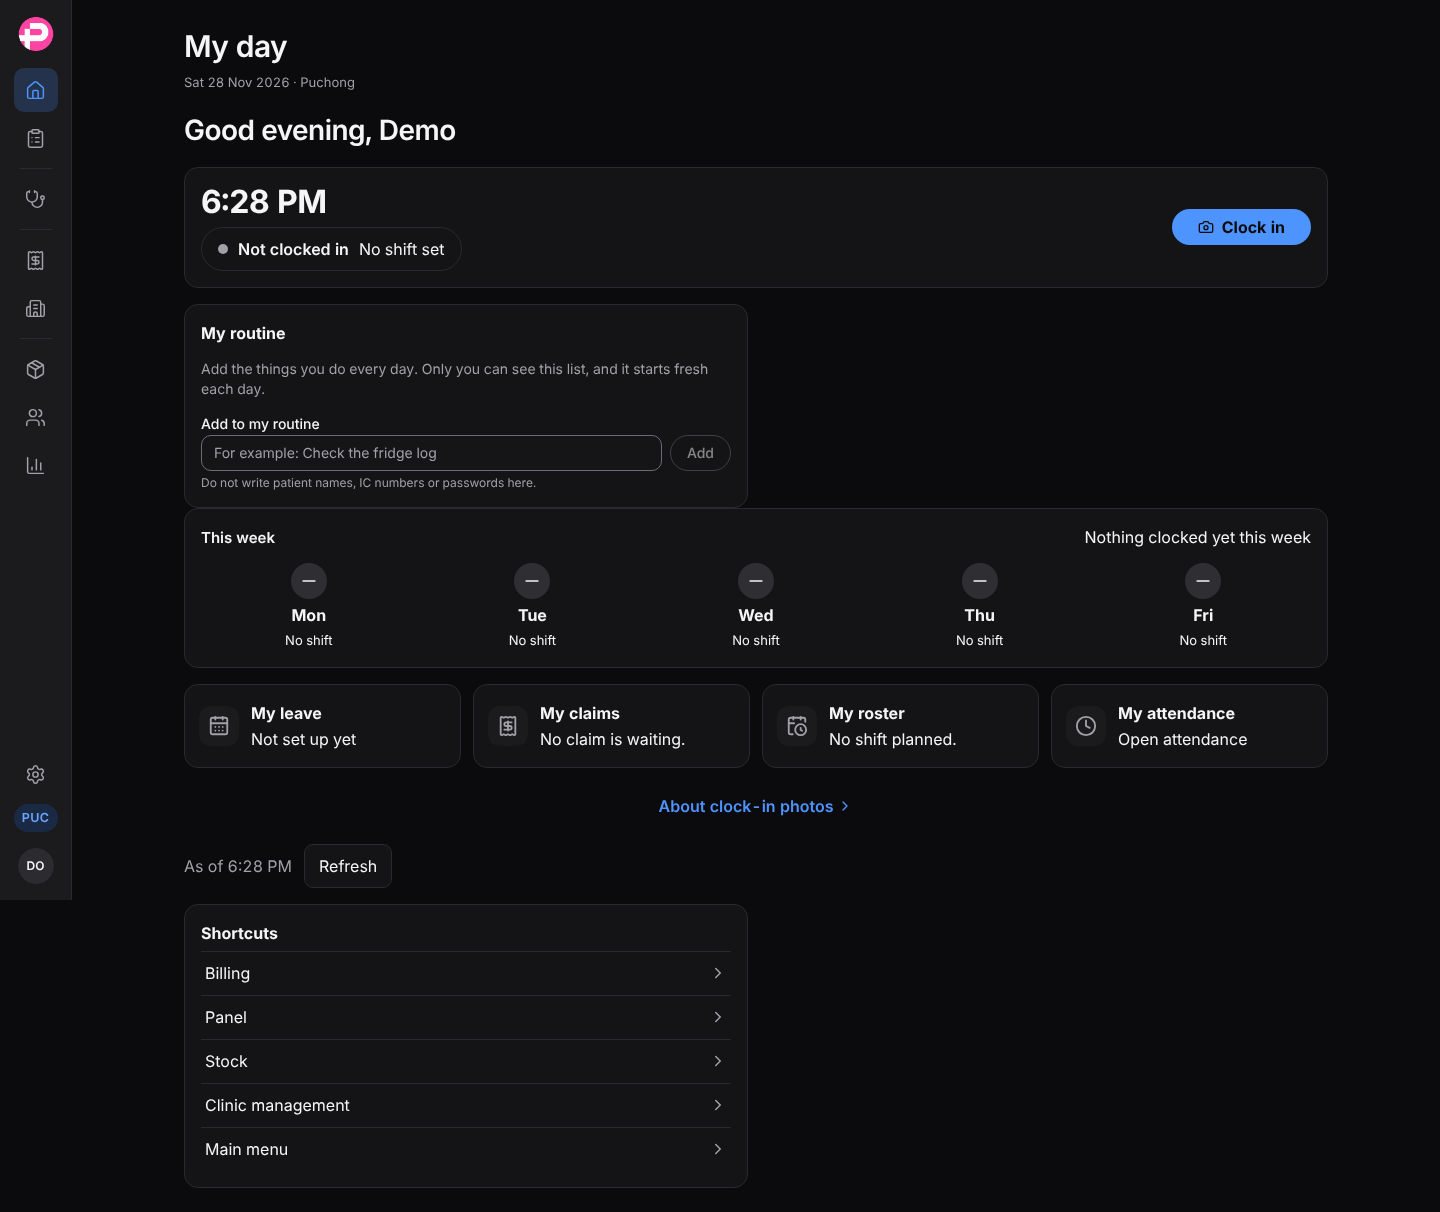 My day
Sat 28 Nov 2026 · Puchong
Good evening, Demo
6:28 PM
Not clocked in No shift set
Clock in
My routine
Add the things you do every day. Only you can see this list, and it starts fresh
each day.
Add to my routine
For example: Check the fridge log
Add
Do not write patient names, IC numbers or passwords here.
This week
Nothing clocked yet this week
Mon
No shift
Tue
No shift
Wed
No shift
Thu
No shift
Fri
No shift
My leave
Not set up yet
My claims
No claim is waiting.
My roster
No shift planned.
My attendance
Open attendance
About clock-in photos
As of 6:28 PM
Refresh
Shortcuts
Billing
Panel
Stock
Clinic management
Main menu
PUC
DO